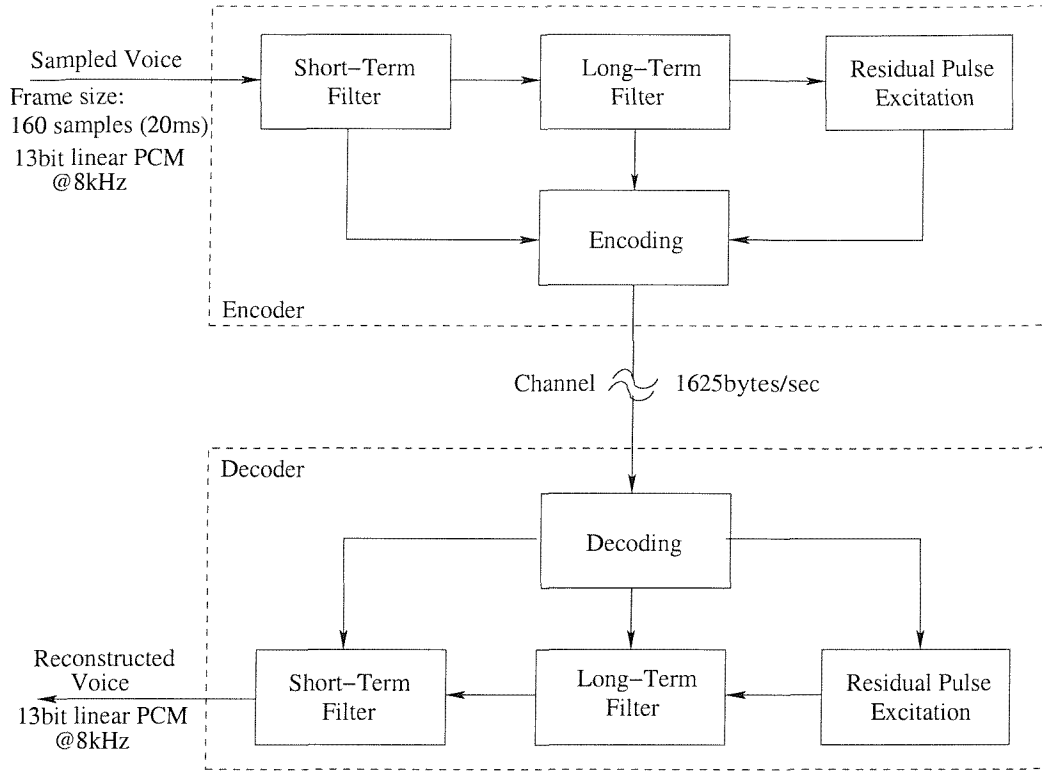 Sampled Voice
Frame size:
160 samples (20ms)
13bit linear PCM
@8kHz
Short−Term
Filter
Long−Term
Filter
Residual Pulse
Excitation
Encoding
Encoder
Channel
1625bytes/sec
Decoder
Decoding
Reconstructed
Voice
13bit linear PCM
@8kHz
Short−Term
Filter
Long−Term
Filter
Residual Pulse
Excitation